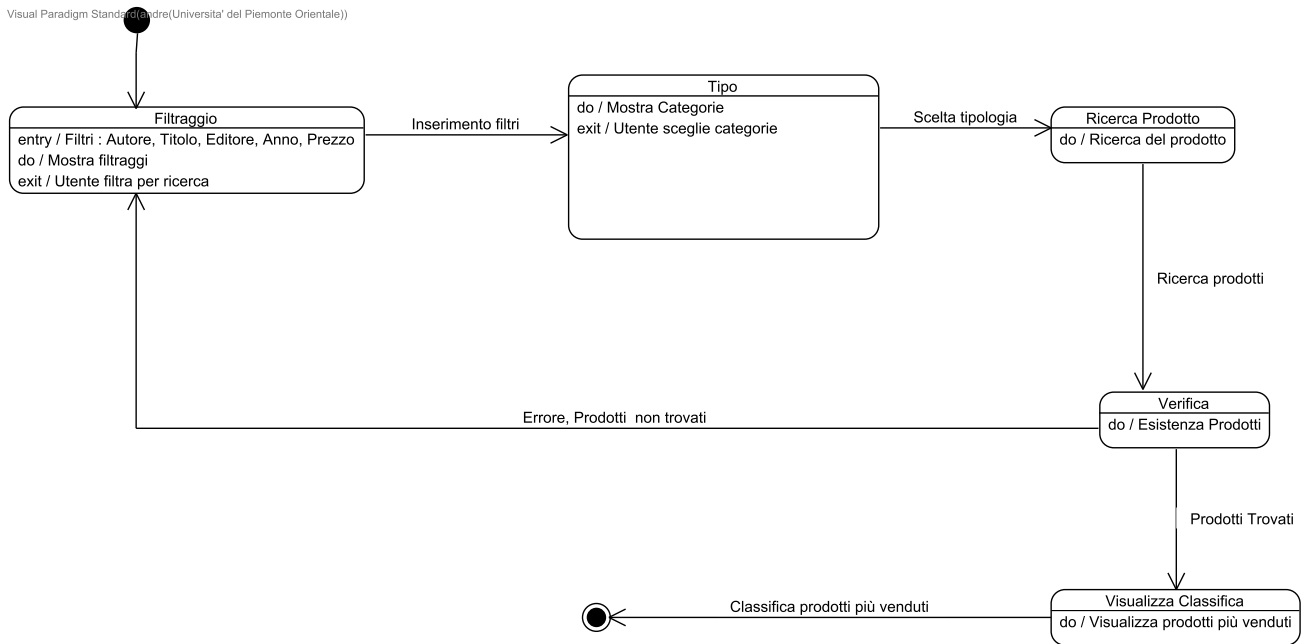 Visual Paradigm Standard(andre(Universita' del Piemonte Orientale))
Filtraggio
entry / Filtri : Autore, Titolo, Editore, Anno, Prezzo
do / Mostra filtraggi
exit / Utente filtra per ricerca
Inserimento filtri
Tipo
do / Mostra Categorie
exit / Utente sceglie categorie
Scelta tipologia
Ricerca Prodotto
do / Ricerca del prodotto
Ricerca prodotti
Verifica
do / Esistenza Prodotti
Errore, Prodotti  non trovati
Prodotti Trovati
Visualizza Classifica
do / Visualizza prodotti più venduti
Classifica prodotti più venduti